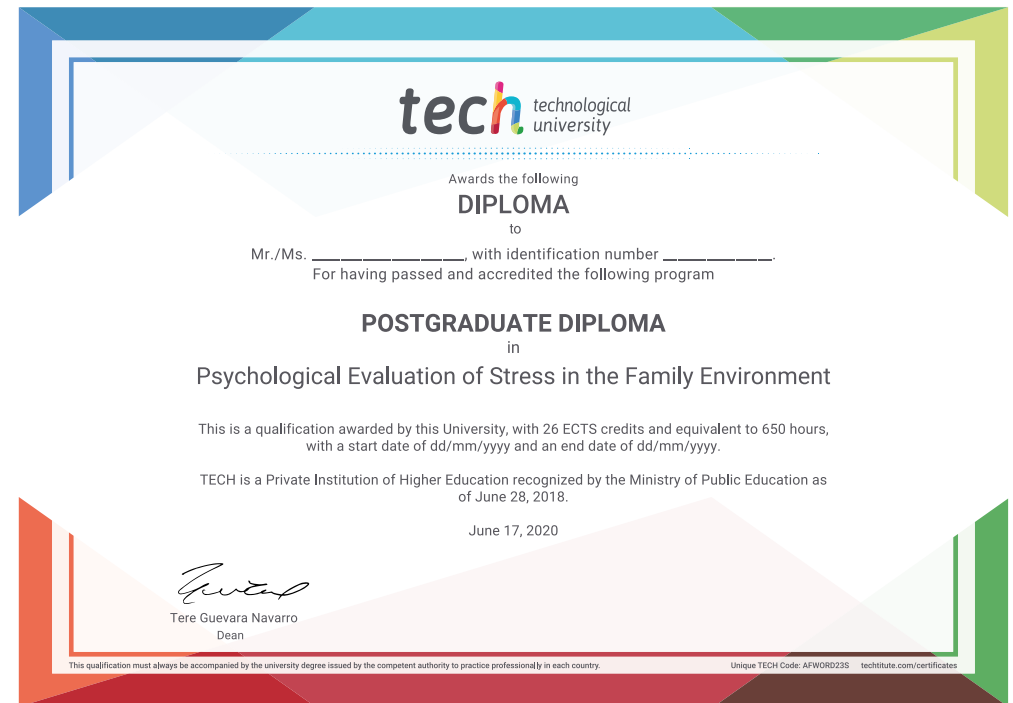 tech technological
university
Awards the following
DIPLOMA
to
Mr./Ms. ____________________, with identification number _______________.
For having passed and accredited the following program
POSTGRADUATE DIPLOMA
in
Psychological Evaluation of Stress in the Family Environment
This is a qualification awarded by this University, with 26 ECTS credits and equivalent to 650 hours,
with a start date of dd/mm/yyyy and an end date of dd/mm/yyyy.
TECH is a Private Institution of Higher Education recognized by the Ministry of Public Education as
of June 28, 2018.
June 17, 2020
Tere Guevara Navarro
Dean
This qualification must always be accompanied by the university degree issued by the competent authority to practice professionally in each country. Unique TECH Code: AFWORD23S techtitute.com/certificates